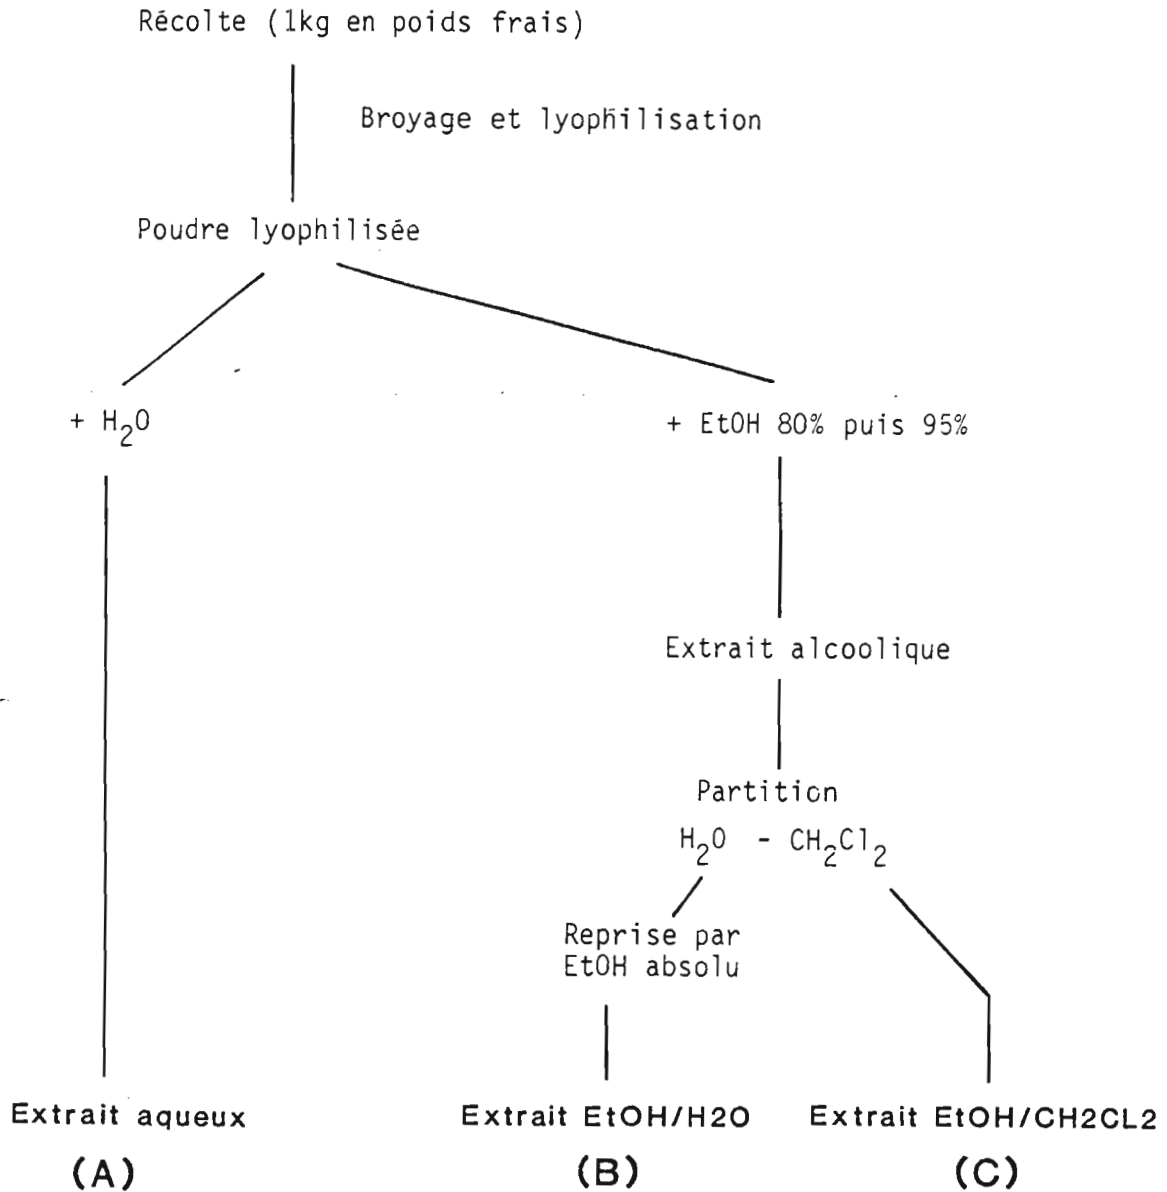 Récolte (1kg en poids frais)
Broyage et lyophilisation
Poudre lyophilisée
+ H2O
+ EtOH 80% puis 95%
Extrait alcoolique
Partition
H2O - CH2Cl2
Reprise par
EtOH absolu
Extrait aqueux
Extrait EtOH/H2O
Extrait EtOH/CH2CL2
(A)
(B)
(C)